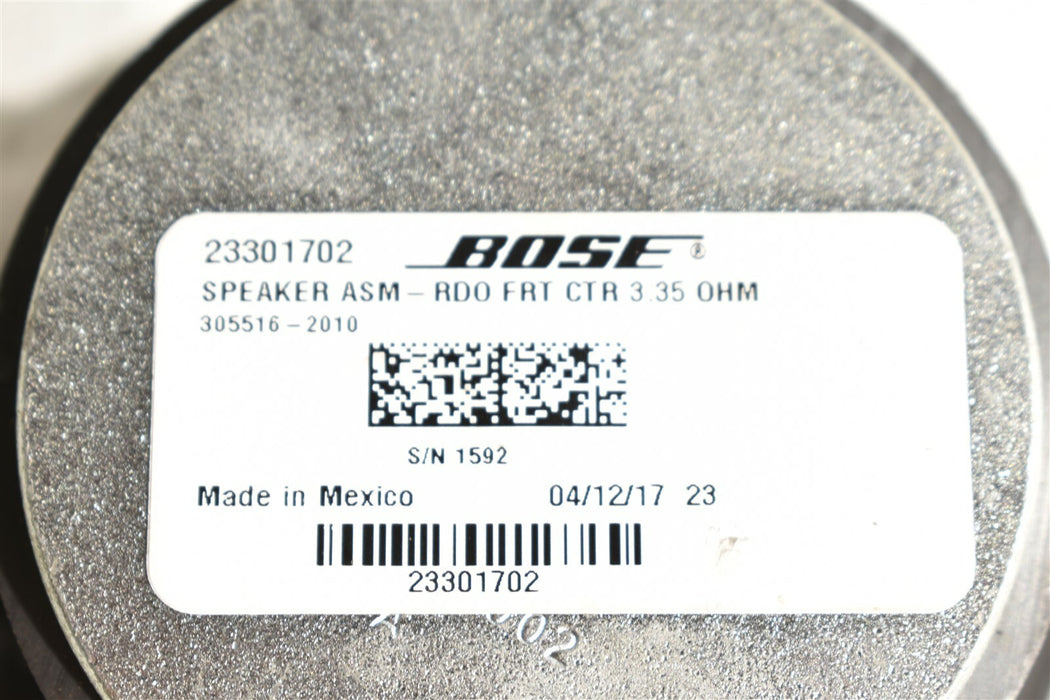 23301702 BOSE®
SPEAKER ASM – RDO FRT CTR 3.35 OHM
305516 – 2010
S/N 1592
Made in Mexico 04/12/17 23
23301702